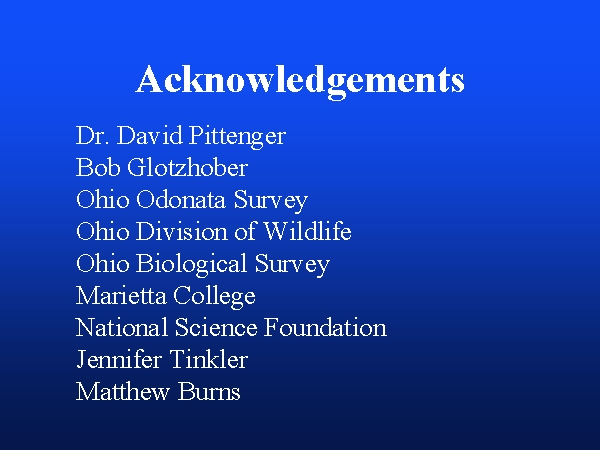 Acknowledgements
Dr. David Pittenger
Bob Glotzhober
Ohio Odonata Survey
Ohio Division of Wildlife
Ohio Biological Survey
Marietta College
National Science Foundation
Jennifer Tinkler
Matthew Burns